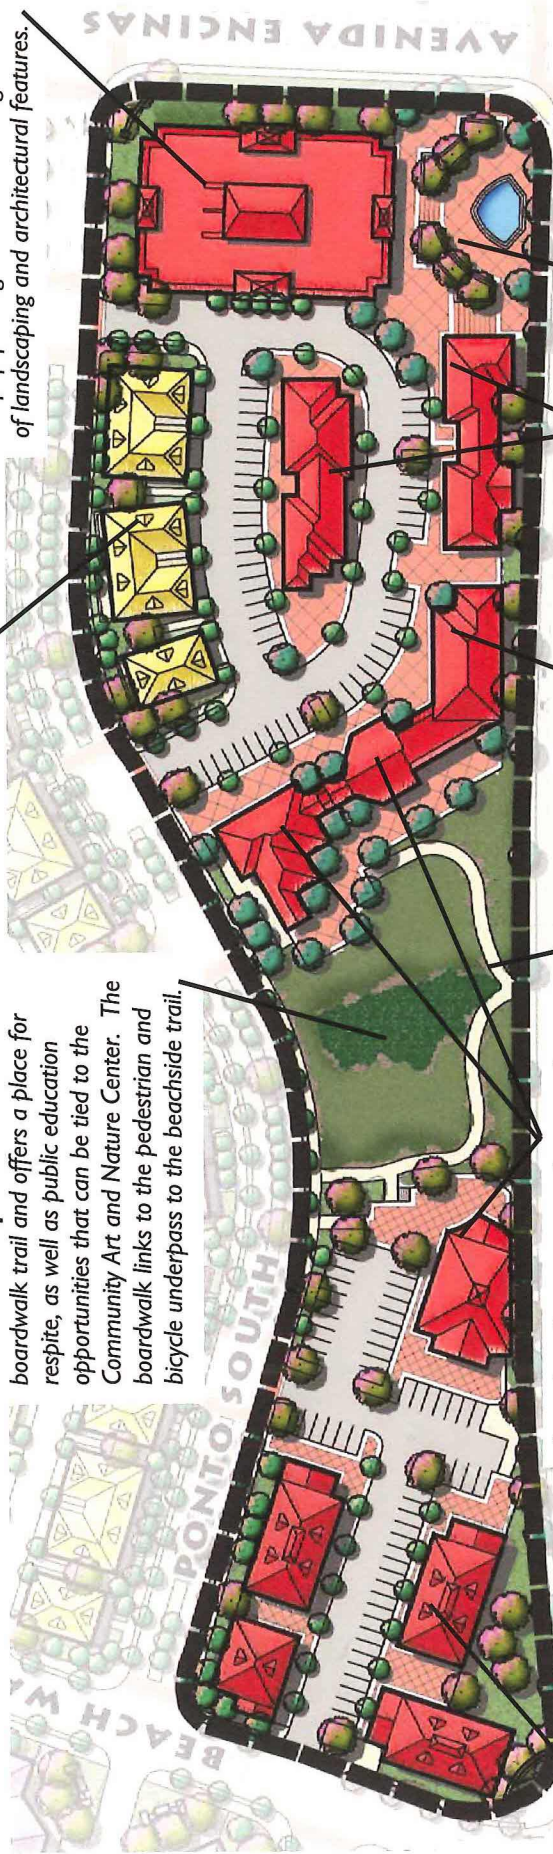 of landscaping and architectural features.
boardwalk trail and offers a place for
respite, as well as public education
opportunities that can be tied to the
Community Art and Nature Center.  The
boardwalk links to the pedestrian and
bicycle underpass to the beachside trail.
AVENIDA ENCINAS
PONTO SOUTH
BEACH WA